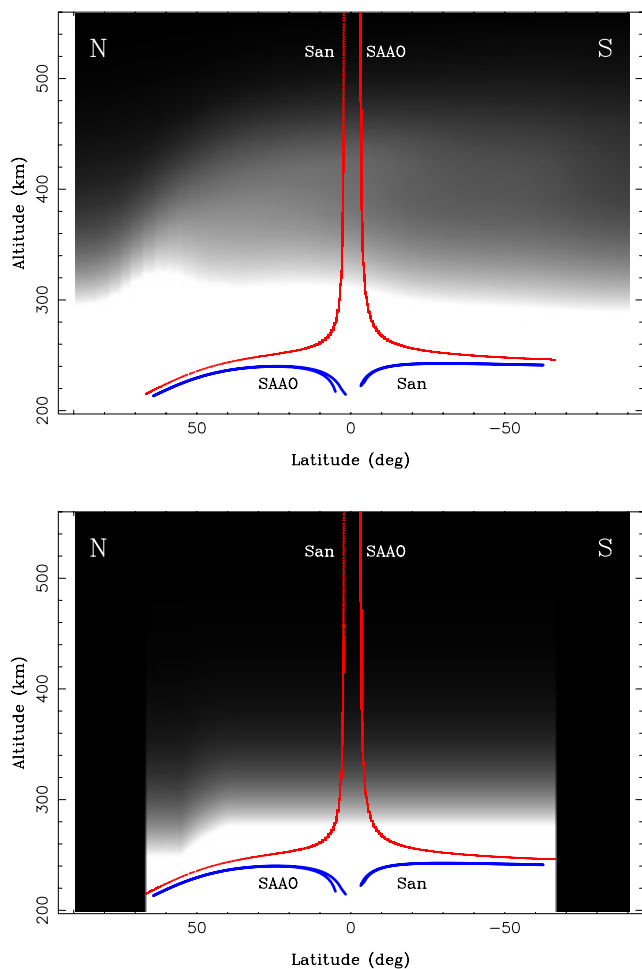 N San SAAO S
500
400
300
200
Altitude (km)
SAAO San
50 0 -50
Latitude (deg)
N San SAAO S
500
400
300
200
Altitude (km)
SAAO San
50 0 -50
Latitude (deg)